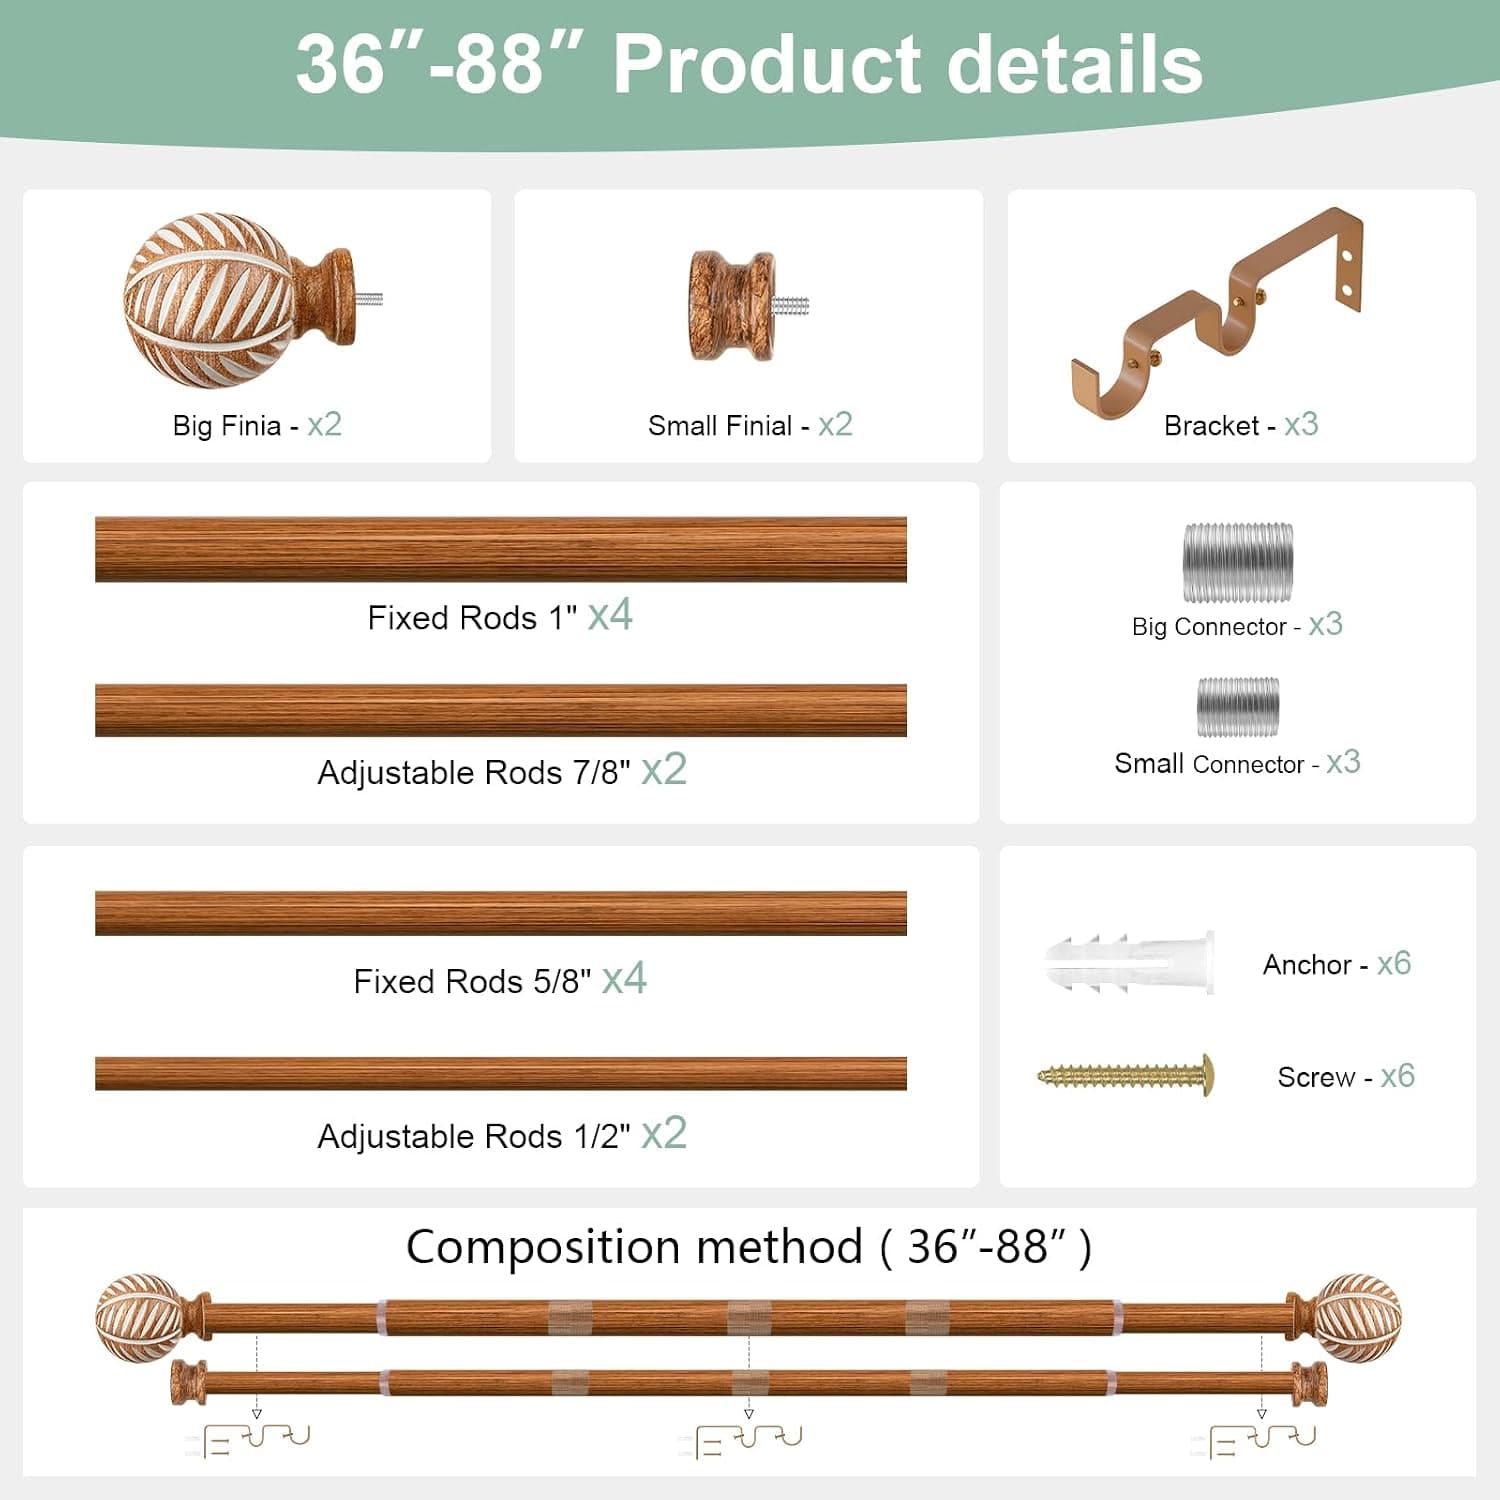 36″-88″ Product details
Big Finia - x2
Small Finial - x2
Bracket - x3
Fixed Rods 1" x4
Adjustable Rods 7/8" x2
Big Connector - x3
Small Connector - x3
Fixed Rods 5/8" x4
Adjustable Rods 1/2" x2
Anchor - x6
Screw - x6
Composition method ( 36″-88″ )